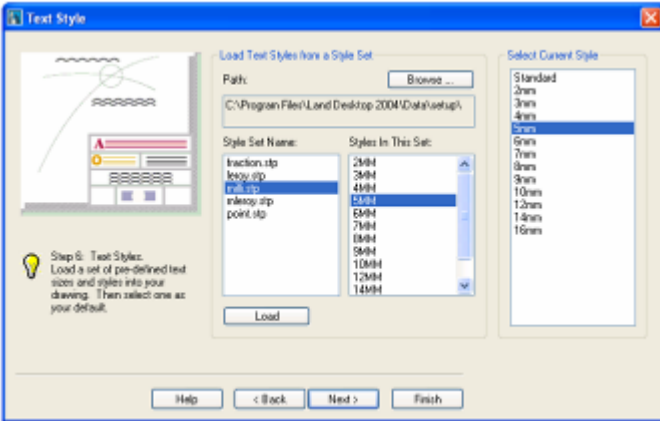 Text Style
Load Text Styles from a Style Set
Path:
Browse ...
C:\Program Files\Land Desktop 2004\Data\setup\
Style Set Name:
fraction.stp
leroy.stp
milli.stp
mleroy.stp
point.stp
Styles In This Set:
2MM
3MM
4MM
5MM
6MM
7MM
8MM
9MM
10MM
12MM
14MM
Load
Select Current Style
Standard
2mm
3mm
4mm
5mm
6mm
7mm
8mm
9mm
10mm
12mm
14mm
16mm
A
O
Step 6: Text Styles.
Load a set of pre-defined text
sizes and styles into your
drawing. Then select one as
your default.
Help
< Back
Next >
Finish